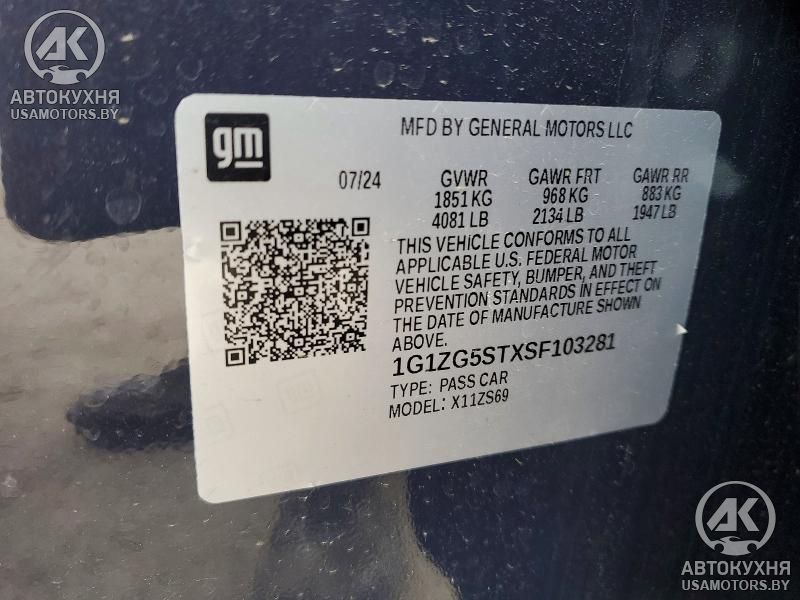 AK
АВТОКУХНЯ
USAMOTORS.BY
gm
MFD BY GENERAL MOTORS LLC
07/24
GVWR
1851 KG
4081 LB
GAWR FRT
968 KG
2134 LB
GAWR RR
883 KG
1947 LB
THIS VEHICLE CONFORMS TO ALL
APPLICABLE U.S. FEDERAL MOTOR
VEHICLE SAFETY, BUMPER, AND THEFT
PREVENTION STANDARDS IN EFFECT ON
THE DATE OF MANUFACTURE SHOWN
ABOVE.
1G1ZG5STXSF103281
TYPE: PASS CAR
MODEL: X11ZS69
AK
АВТОКУХНЯ
USAMOTORS.BY